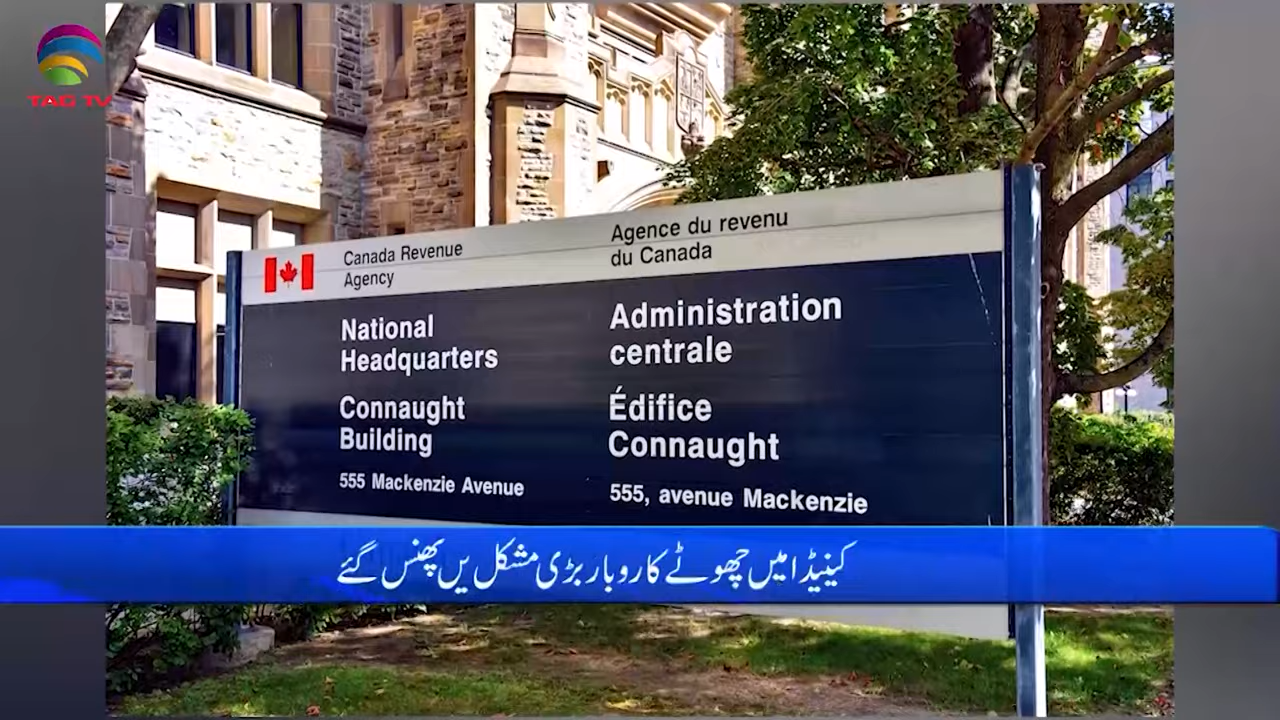 TAG TV
Canada Revenue
Agency
Agence du revenu
du Canada
National
Headquarters
Administration
centrale
Connaught
Building
Édifice
Connaught
555 Mackenzie Avenue
555, avenue Mackenzie
کینیڈا میں چھوٹے کاروبار بڑی مشکل یں پھنس گئے